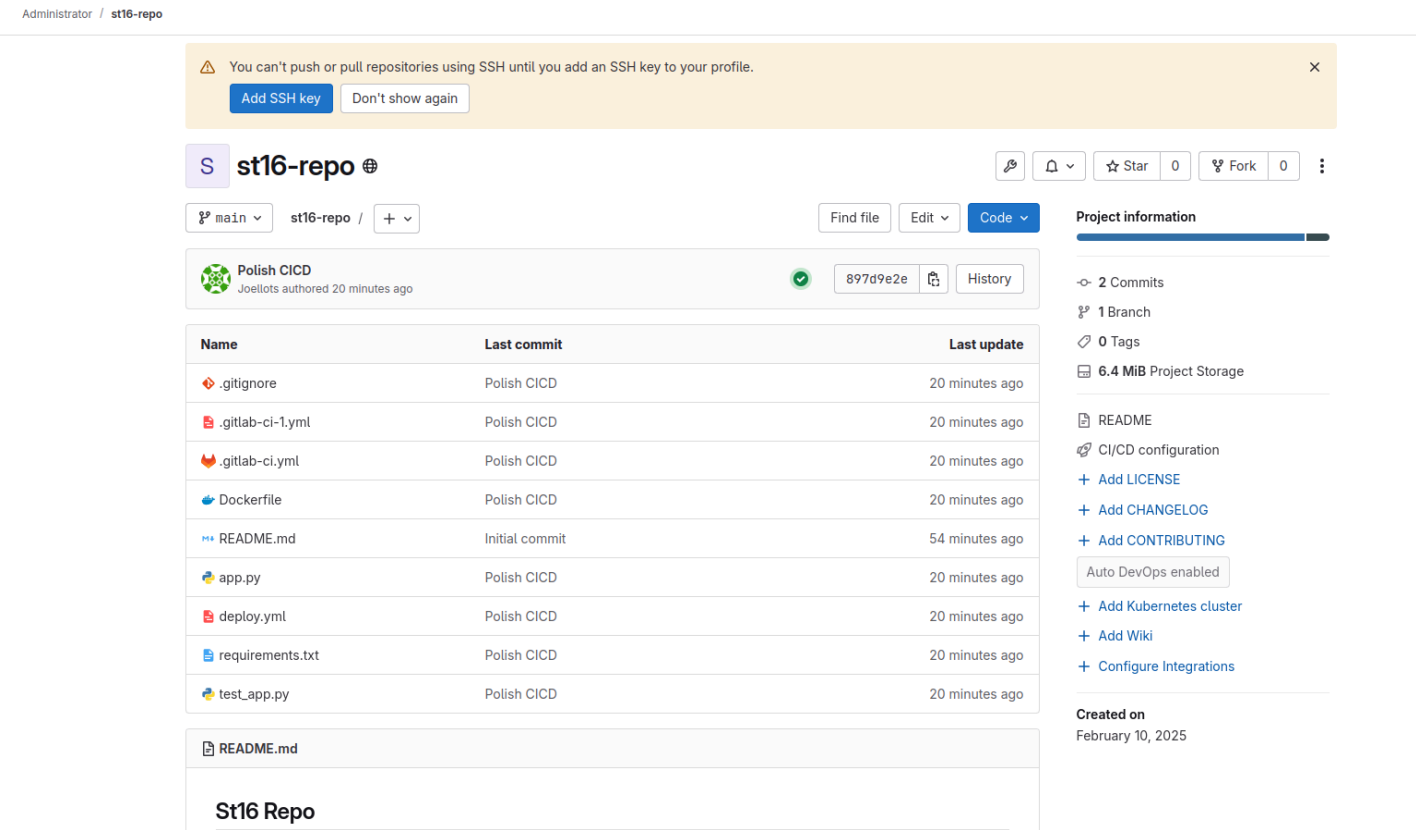 Administrator / st16-repo
You can't push or pull repositories using SSH until you add an SSH key to your profile.
Add SSH key Don't show again
S st16-repo
Star 0 Fork 0
main st16-repo / + Find file Edit Code
Polish CICD
Joellots authored 20 minutes ago
897d9e2e History
Name Last commit Last update
.gitignore Polish CICD 20 minutes ago
.gitlab-ci-1.yml Polish CICD 20 minutes ago
.gitlab-ci.yml Polish CICD 20 minutes ago
Dockerfile Polish CICD 20 minutes ago
README.md Initial commit 54 minutes ago
app.py Polish CICD 20 minutes ago
deploy.yml Polish CICD 20 minutes ago
requirements.txt Polish CICD 20 minutes ago
test_app.py Polish CICD 20 minutes ago
README.md
St16 Repo
Project information
2 Commits
1 Branch
0 Tags
6.4 MiB Project Storage
README
CI/CD configuration
+ Add LICENSE
+ Add CHANGELOG
+ Add CONTRIBUTING
Auto DevOps enabled
+ Add Kubernetes cluster
+ Add Wiki
+ Configure Integrations
Created on
February 10, 2025